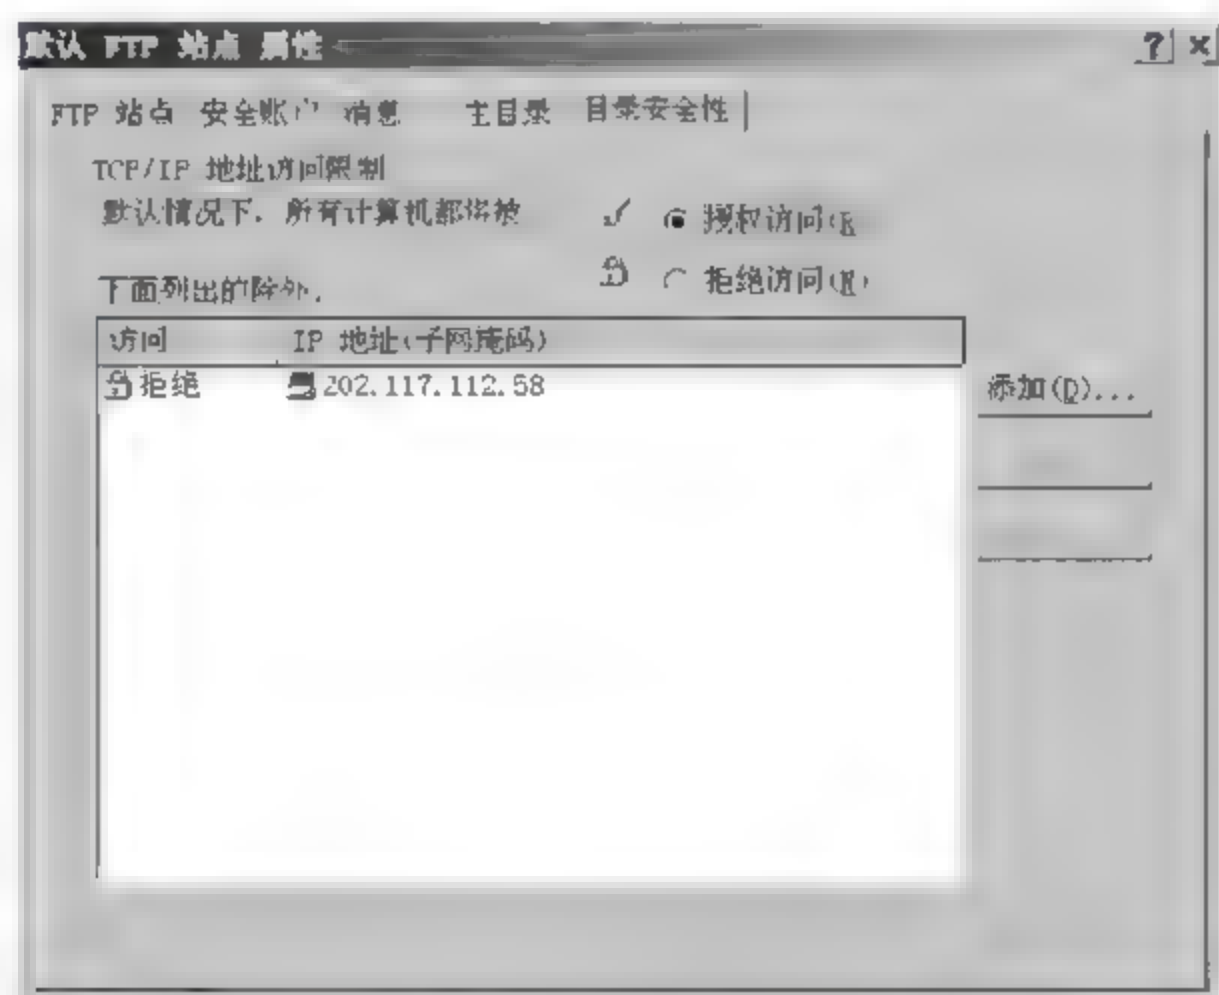 默认 FTP 站点 属性
FTP 站点 安全账户 消息 主目录 目录安全性
TCP/IP 地址访问限制
默认情况下，所有计算机都将被
授权访问(R
拒绝访问(N)
下面列出的除外：
访问 IP 地址(子网掩码)
拒绝 202.117.112.58
添加(D)...